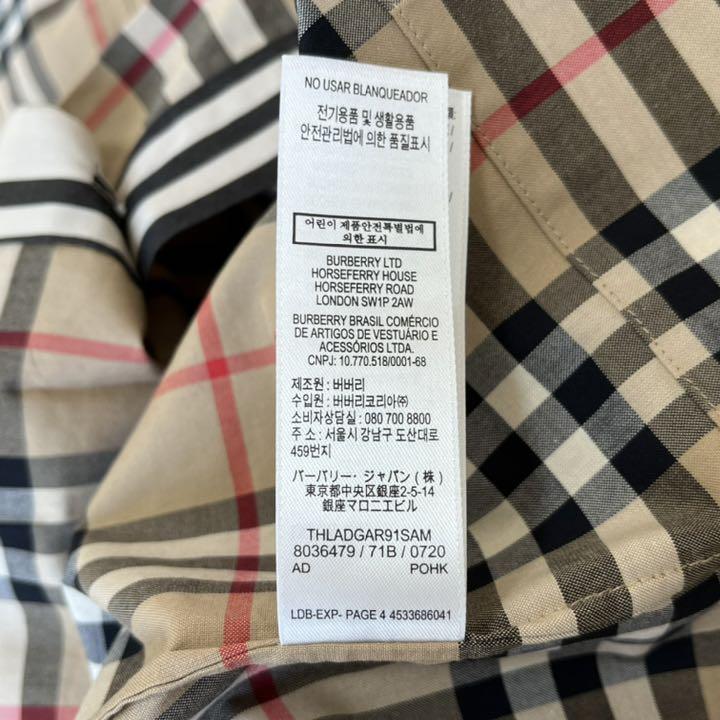 NO USAR BLANQUEADOR
전기용품 및 생활용품
안전관리법에 의한 품질표시
어린이 제품안전특별법에
의한 표시
BURBERRY LTD
HORSEFERRY HOUSE
HORSEFERRY ROAD
LONDON SW1P 2AW
BURBERRY BRASIL COMÉRCIO
DE ARTIGOS DE VESTUÁRIO E
ACESSÓRIOS LTDA.
CNPJ: 10.770.518/0001-68
제조원 : 버버리
수입원 : 버버리코리아㈜
소비자상담실 : 080 700 8800
주 소 : 서울시 강남구 도산대로
459번지
バーバリー・ジャパン(株)
東京都中央区銀座2-5-14
銀座マロニエビル
THLADGAR91SAM
8036479 / 71B / 0720
AD POHK
LDB-EXP- PAGE 4 4533686041